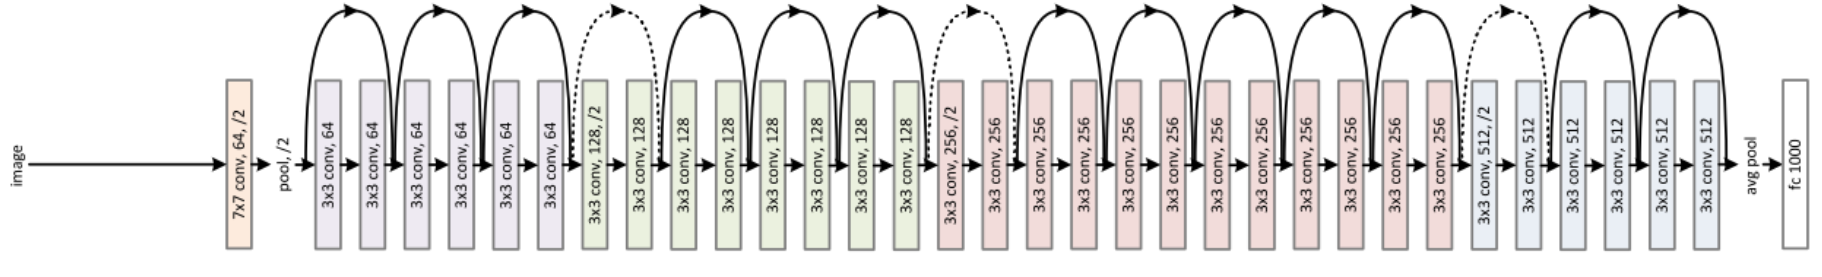 image
7x7 conv, 64, /2
pool, /2
3x3 conv, 64
3x3 conv, 64
3x3 conv, 64
3x3 conv, 64
3x3 conv, 64
3x3 conv, 64
3x3 conv, 128, /2
3x3 conv, 128
3x3 conv, 128
3x3 conv, 128
3x3 conv, 128
3x3 conv, 128
3x3 conv, 128
3x3 conv, 128
3x3 conv, 256, /2
3x3 conv, 256
3x3 conv, 256
3x3 conv, 256
3x3 conv, 256
3x3 conv, 256
3x3 conv, 256
3x3 conv, 256
3x3 conv, 256
3x3 conv, 256
3x3 conv, 256
3x3 conv, 256
3x3 conv, 512, /2
3x3 conv, 512
3x3 conv, 512
3x3 conv, 512
3x3 conv, 512
3x3 conv, 512
avg pool
fc 1000